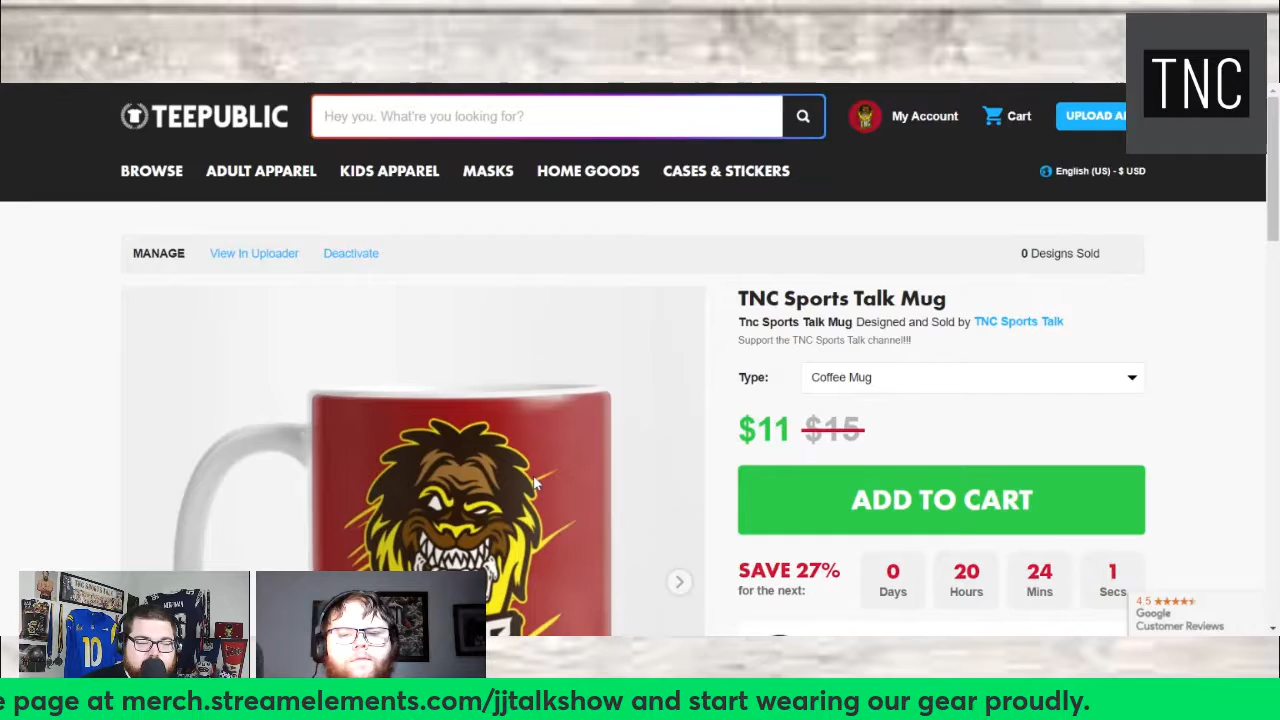 TNC
TEEPUBLIC
Hey you. What're you looking for?
My Account
Cart
UPLOAD
BROWSE
ADULT APPAREL
KIDS APPAREL
MASKS
HOME GOODS
CASES & STICKERS
English (US) - $ USD
MANAGE
View In Uploader
Deactivate
0 Designs Sold
TNC Sports Talk Mug
Tnc Sports Talk Mug Designed and Sold by TNC Sports Talk
Support the TNC Sports Talk channel!!!
Type:
Coffee Mug
$11 $15
ADD TO CART
SAVE 27%
for the next:
0 Days
20 Hours
24 Mins
1 Secs
4.5
Google
Customer Reviews
10
page at merch.streamelements.com/jjtalkshow and start wearing our gear proudly.